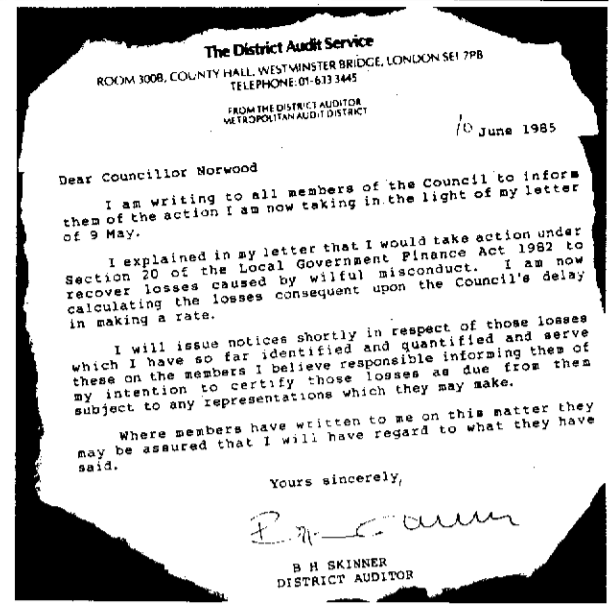 The District Audit Service
ROOM 300B, COUNTY HALL, WESTMINSTER BRIDGE, LONDON SE1 7PB
TELEPHONE: 01-633 3445
FROM THE DISTRICT AUDITOR
METROPOLITAN AUDIT DISTRICT
10 June 1985
Dear Councillor Norwood
I am writing to all members of the Council to inform
them of the action I am now taking in the light of my letter
of 9 May.
I explained in my letter that I would take action under
Section 20 of the Local Government Finance Act 1982 to
recover losses caused by wilful misconduct. I am now
calculating the losses consequent upon the Council's delay
in making a rate.
I will issue notices shortly in respect of those losses
which I have so far identified and quantified and serve
these on the members I believe responsible informing them of
my intention to certify those losses as due from them
subject to any representations which they may make.
Where members have written to me on this matter they
may be assured that I will have regard to what they have
said.
Yours sincerely,
B H SKINNER
DISTRICT AUDITOR